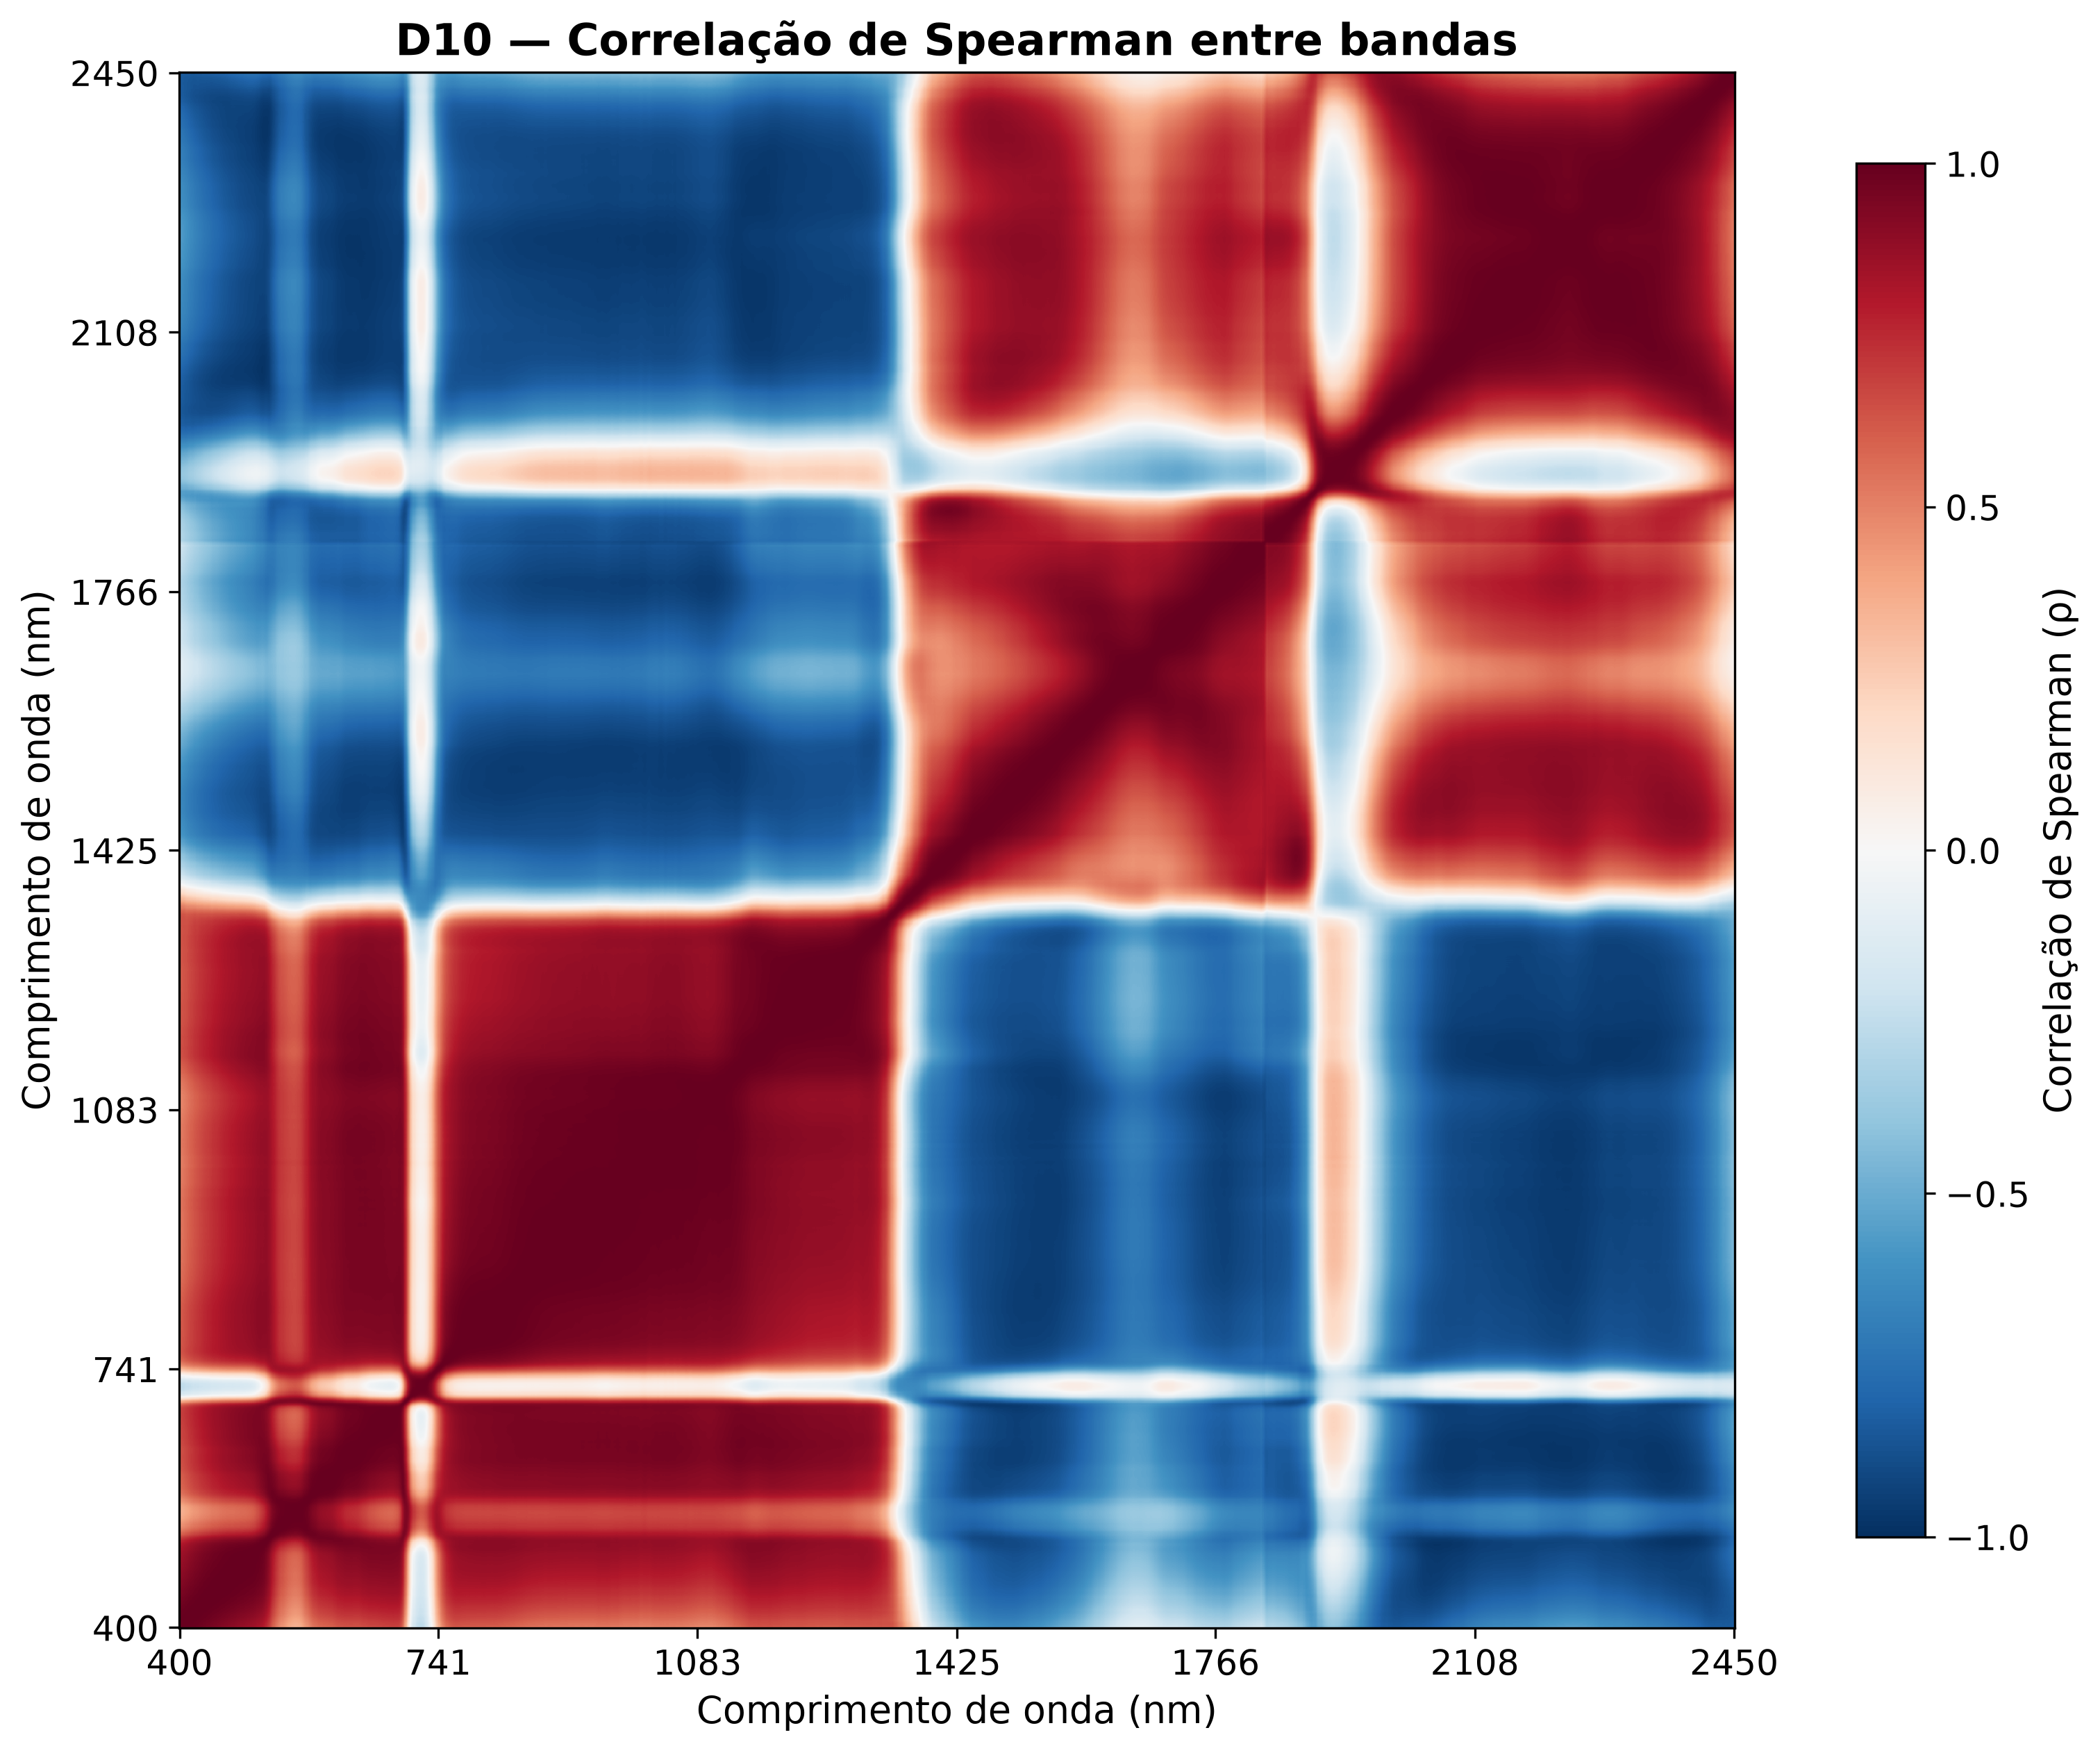 D10 — Correlação de Spearman entre bandas
2450
2108
1766
1425
1083
741
400
Comprimento de onda (nm)
400 741 1083 1425 1766 2108 2450
Comprimento de onda (nm)
1.0
0.5
0.0
−0.5
−1.0
Correlação de Spearman (ρ)